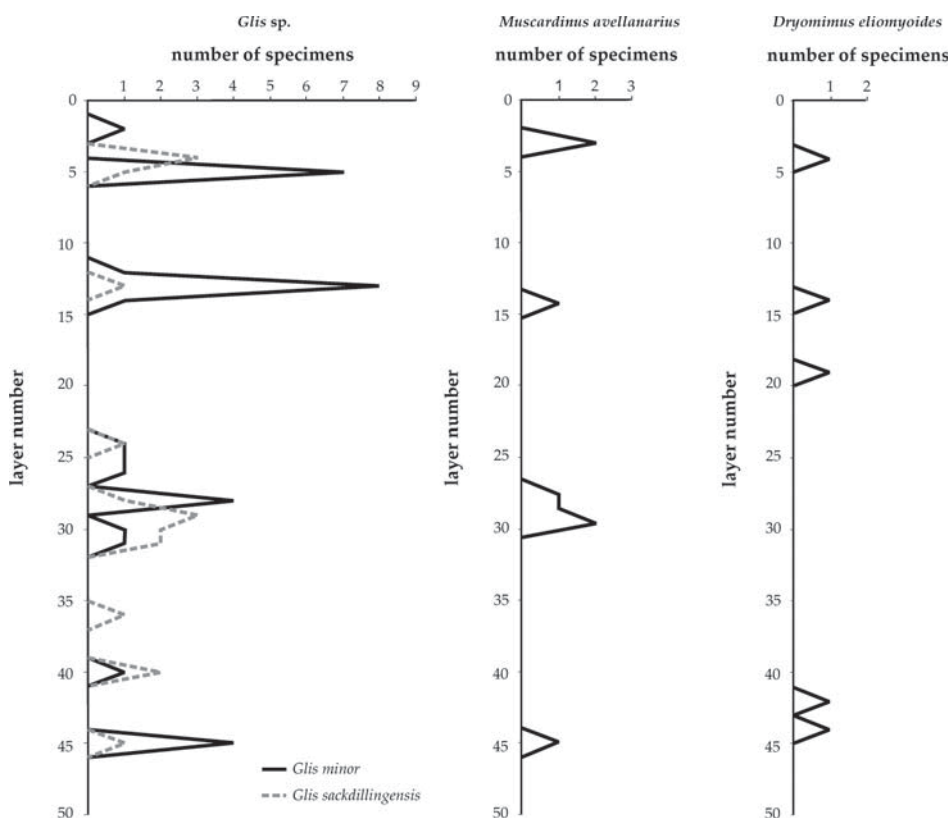 Glis sp.
number of specimens
0 1 2 3 4 5 6 7 8 9
5
10
15
20
25
30
35
40
45
50
layer number
Glis minor
Glis sackdillingensis
Muscardinus avellanarius
number of specimens
0 1 2 3
5
10
15
20
25
30
35
40
45
50
layer number
Dryomimus eliomyoides
number of specimens
0 1 2
5
10
15
20
25
30
35
40
45
50
layer number